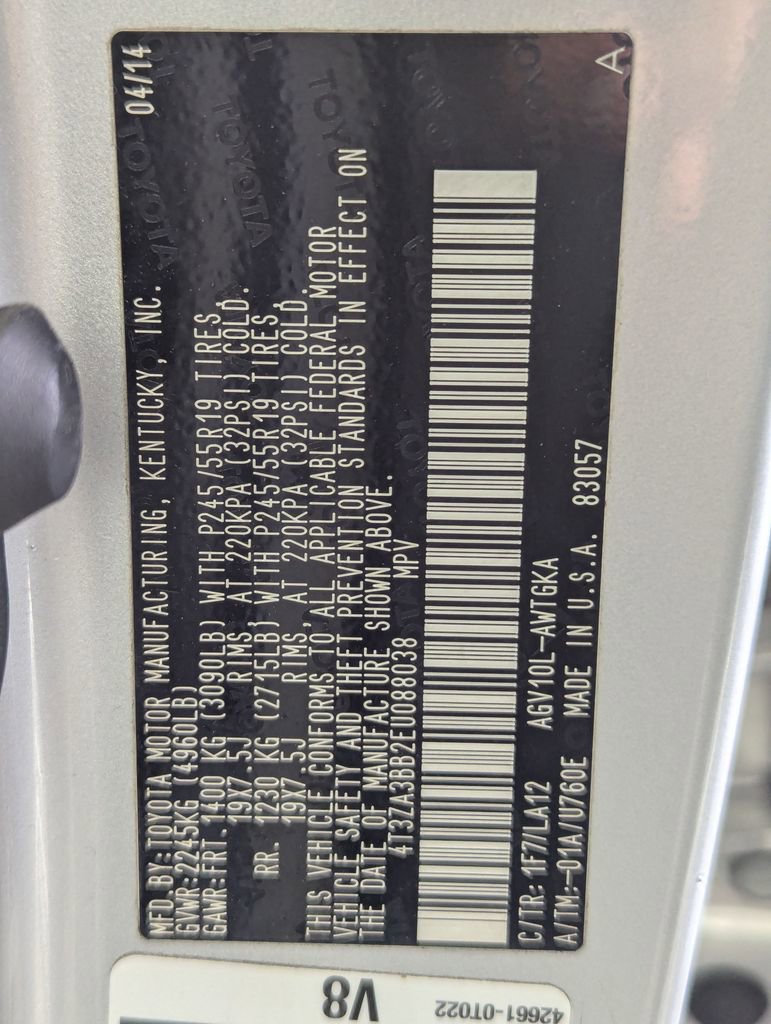 MFD.BY:TOYOTA MOTOR MANUFACTURING, KENTUCKY, INC. 04/14
GVWR:2245KG (4960LB)
GAWR:FRT. 1400 KG (3090LB) WITH P245/55R19 TIRES,
19X7.5J RIMS, AT 220KPA (32PSI) COLD.
RR. 1230 KG (2715LB) WITH P245/55R19 TIRES,
19X7.5J RIMS, AT 220KPA (32PSI) COLD.
THIS VEHICLE CONFORMS TO ALL APPLICABLE FEDERAL MOTOR
VEHICLE SAFETY AND THEFT PREVENTION STANDARDS IN EFFECT ON
THE DATE OF MANUFACTURE SHOWN ABOVE.
4T3ZA3BB2EU088038 MPV
C/TR: 1F7/LA12 AGV10L-AWTGKA
A/TM:-01A/U760E MADE IN U.S.A. 83057
A
V8
42661-0T022